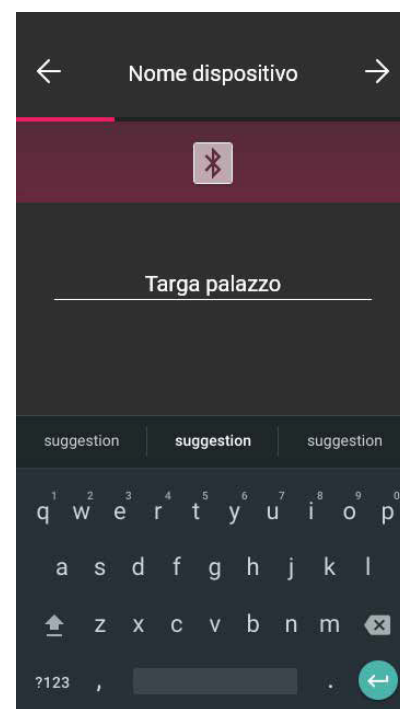 Nome dispositivo
Targa palazzo
suggestion suggestion suggestion
1 2 3 4 5 6 7 8 9 0
q w e r t y u i o p
a s d f g h j k l
z x c v b n m
?123 , .